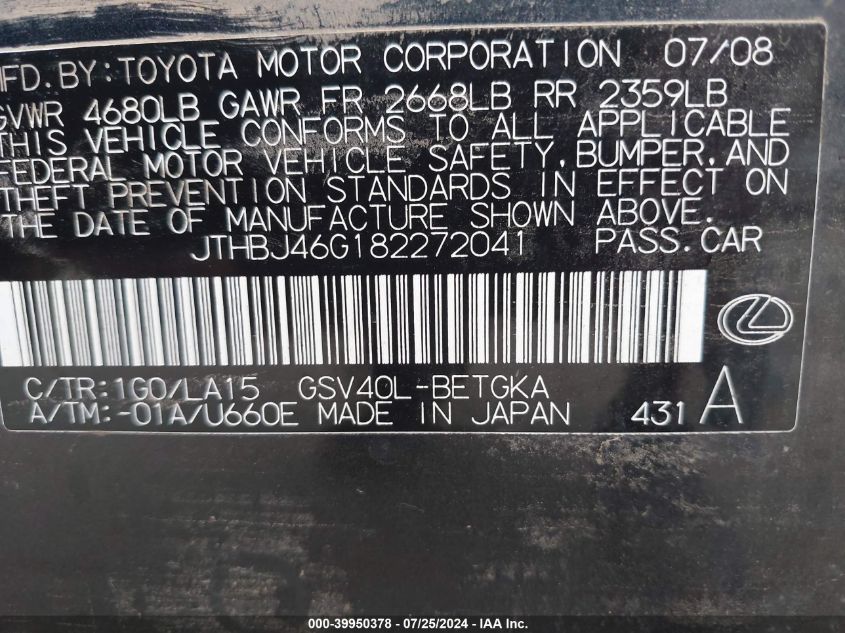 MFD. BY: TOYOTA MOTOR CORPORATION 07/08
GVWR 4680LB GAWR FR 2668LB RR 2359LB
THIS VEHICLE CONFORMS TO ALL APPLICABLE
FEDERAL MOTOR VEHICLE SAFETY, BUMPER, AND
THEFT PREVENTION STANDARDS IN EFFECT ON
THE DATE OF MANUFACTURE SHOWN ABOVE.
JTHBJ46G182272041 PASS. CAR
C/TR: 1G0/LA15 GSV40L-BETGKA
A/TM: -01A/U660E MADE IN JAPAN 431 A
000-39950378 - 07/25/2024 - IAA Inc.